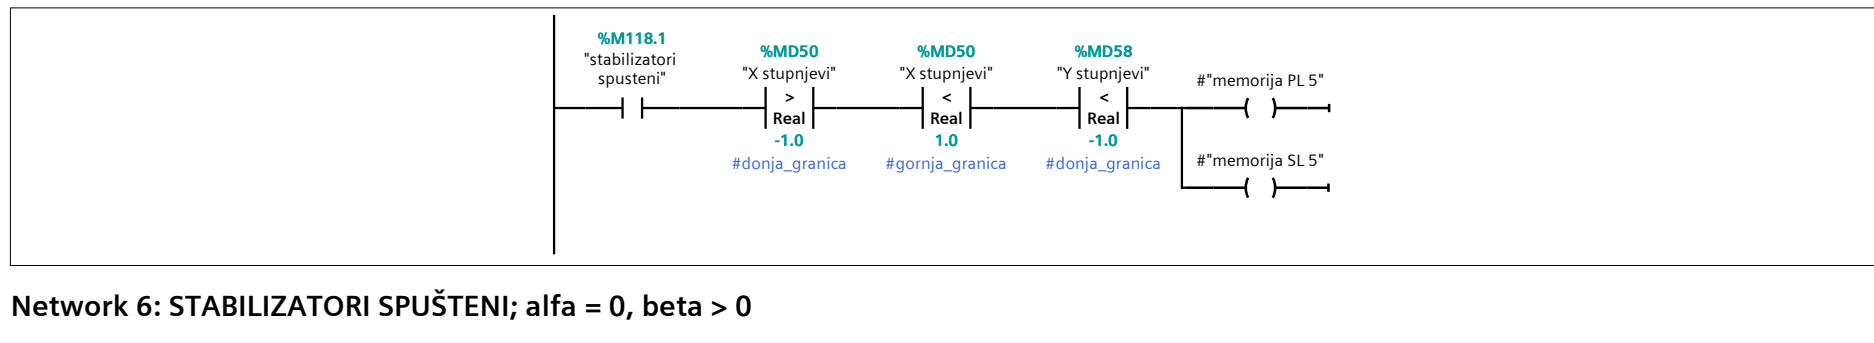 %M118.1
"stabilizatori
spusteni"
%MD50
"X stupnjevi"
>
Real
-1.0
#donja_granica
%MD50
"X stupnjevi"
<
Real
1.0
#gornja_granica
%MD58
"Y stupnjevi"
<
Real
-1.0
#donja_granica
#"memorija PL 5"
#"memorija SL 5"
Network 6: STABILIZATORI SPUŠTENI; alfa = 0, beta > 0